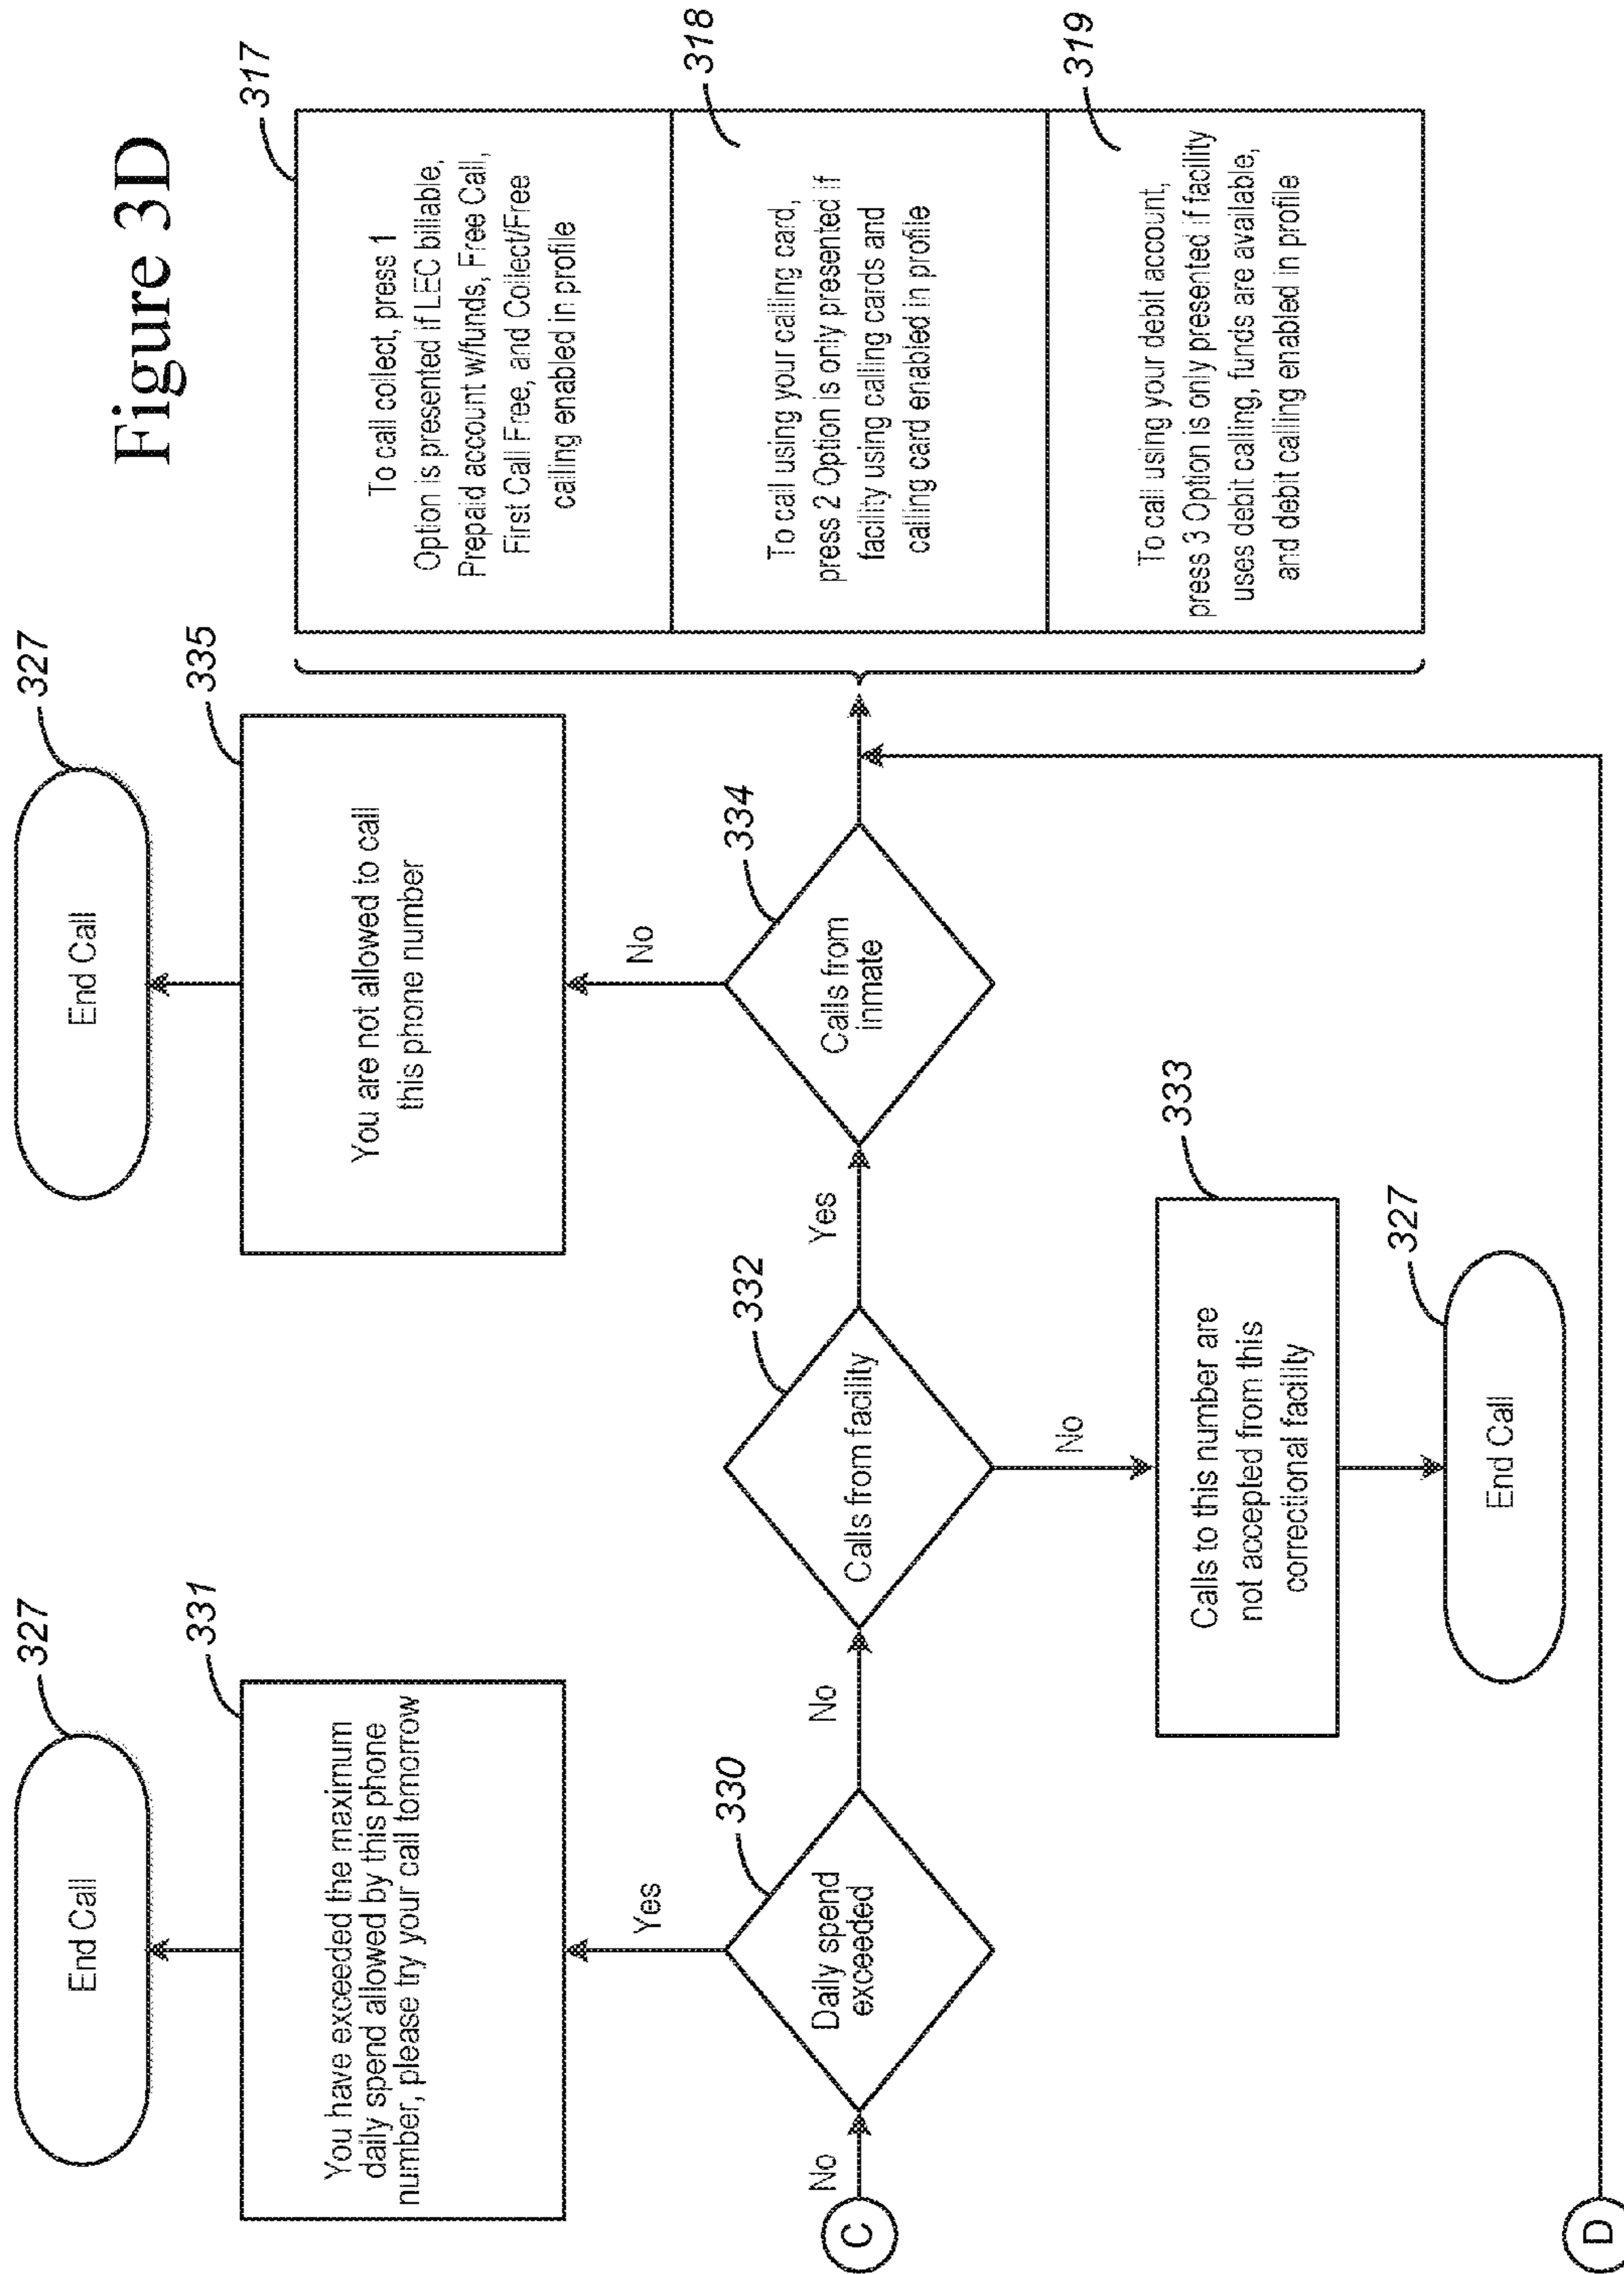 Figure 3D
End Call
327
You have exceeded the maximum
daily spend allowed by this phone
number, please try your call tomorrow
331
End Call
327
You are not allowed to call
this phone number
335
C
No
Daily spend
exceeded
330
Yes
No
Calls from facility
332
Yes
No
Calls from
inmate
334
No
Calls to this number are
not accepted from this
correctional facility
333
End Call
327
To call collect, press 1
Option is presented if LEC billable,
Prepaid account w/funds, Free Call,
First Call Free, and Collect/Free
calling enabled in profile
317
To call using your calling card,
press 2 Option is only presented if
facility using calling cards and
calling card enabled in profile
318
To call using your debit account,
press 3 Option is only presented if facility
uses debit calling, funds are available,
and debit calling enabled in profile
319
D